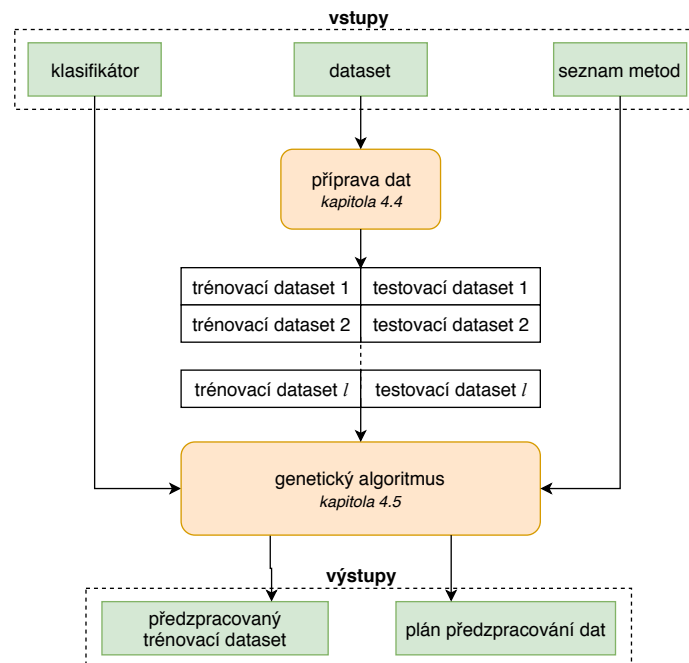 vstupy
klasifikátor
dataset
seznam metod
příprava dat
kapitola 4.4
trénovací dataset 1
testovací dataset 1
trénovací dataset 2
testovací dataset 2
trénovací dataset l
testovací dataset l
genetický algoritmus
kapitola 4.5
výstupy
předzpracovaný
trénovací dataset
plán předzpracování dat